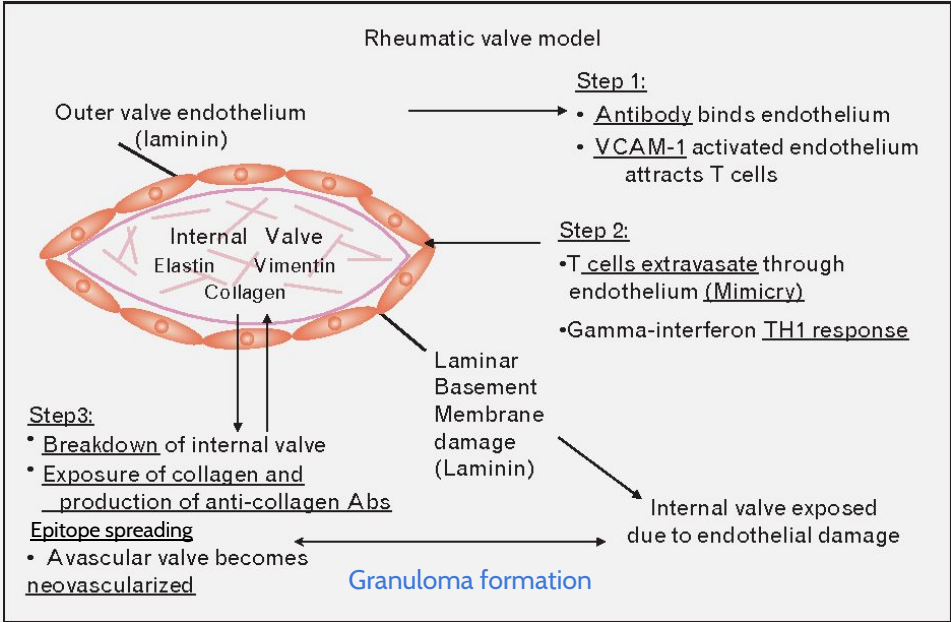 Rheumatic valve model
Outer valve endothelium
(laminin)
Step 1:
• Antibody binds endothelium
• VCAM-1 activated endothelium
attracts T cells
Internal Valve
Elastin Vimentin
Collagen
Step 2:
•T cells extravasate through
endothelium (Mimicry)
•Gamma-interferon TH1 response
Laminar
Basement
Membrane
damage
(Laminin)
Step3:
• Breakdown of internal valve
• Exposure of collagen and
production of anti-collagen Abs
Epitope spreading
• Avascular valve becomes
neovascularized
Internal valve exposed
due to endothelial damage
Granuloma formation